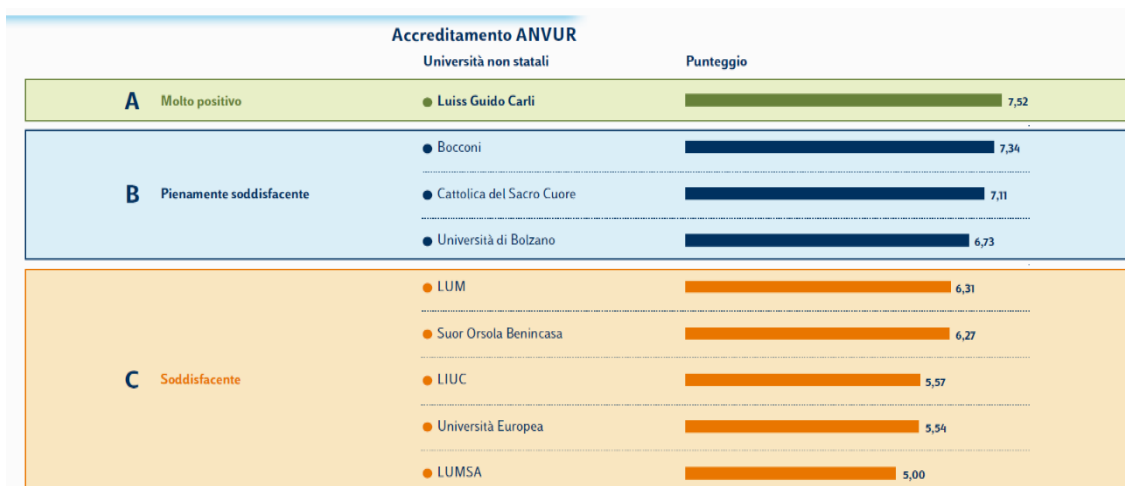 Accreditamento ANVUR
Università non statali Punteggio
A Molto positivo Luiss Guido Carli 7,52
Bocconi 7,34
B Pienamente soddisfacente Cattolica del Sacro Cuore 7,11
Università di Bolzano 6,73
LUM 6,31
Suor Orsola Benincasa 6,27
C Soddisfacente LIUC 5,57
Università Europea 5,54
LUMSA 5,00